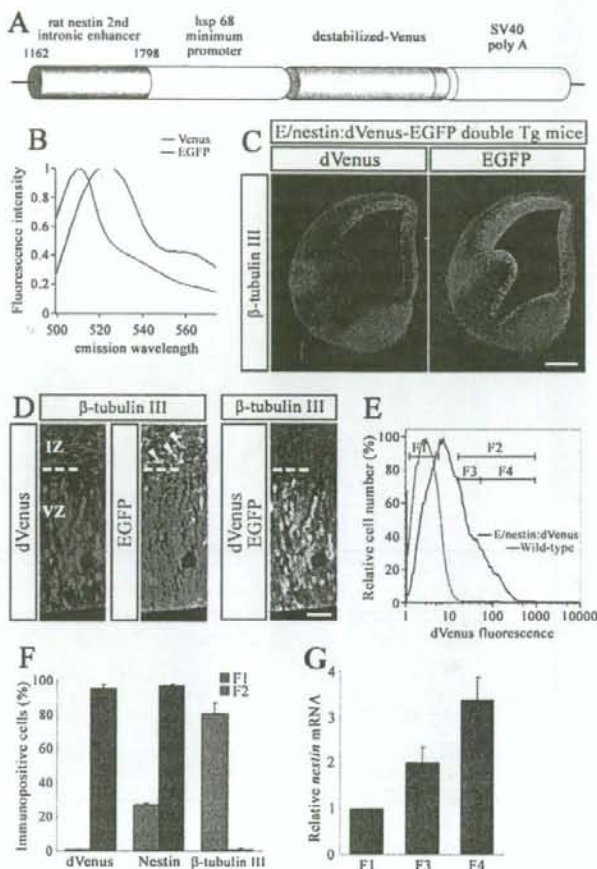 A
rat nestin 2nd
intronic enhancer
1162
1798
hsp 68
minimum
promoter
destabilized-Venus
SV40
poly A
B
Venus
EGFP
Fluorescence intensity
1
0.8
0.6
0.4
0.2
0
500
520
540
560
emission wavelength
C
E/nestin:dVenus-EGFP double Tg mice
dVenus
EGFP
β-tubulin III
D
β-tubulin III
β-tubulin III
dVenus
IZ
VZ
EGFP
dVenus
EGFP
E
Relative cell number (%)
100
80
60
40
20
0
F1
F2
F3
F4
E/nestin:dVenus
Wild-type
1
10
100
1000
10000
dVenus fluorescence
F
F1
F2
Immunopositive cells (%)
100
80
60
40
20
0
dVenus
Nestin
β-tubulin III
G
Relative nestin mRNA
4
3
2
1
0
F1
F3
F4